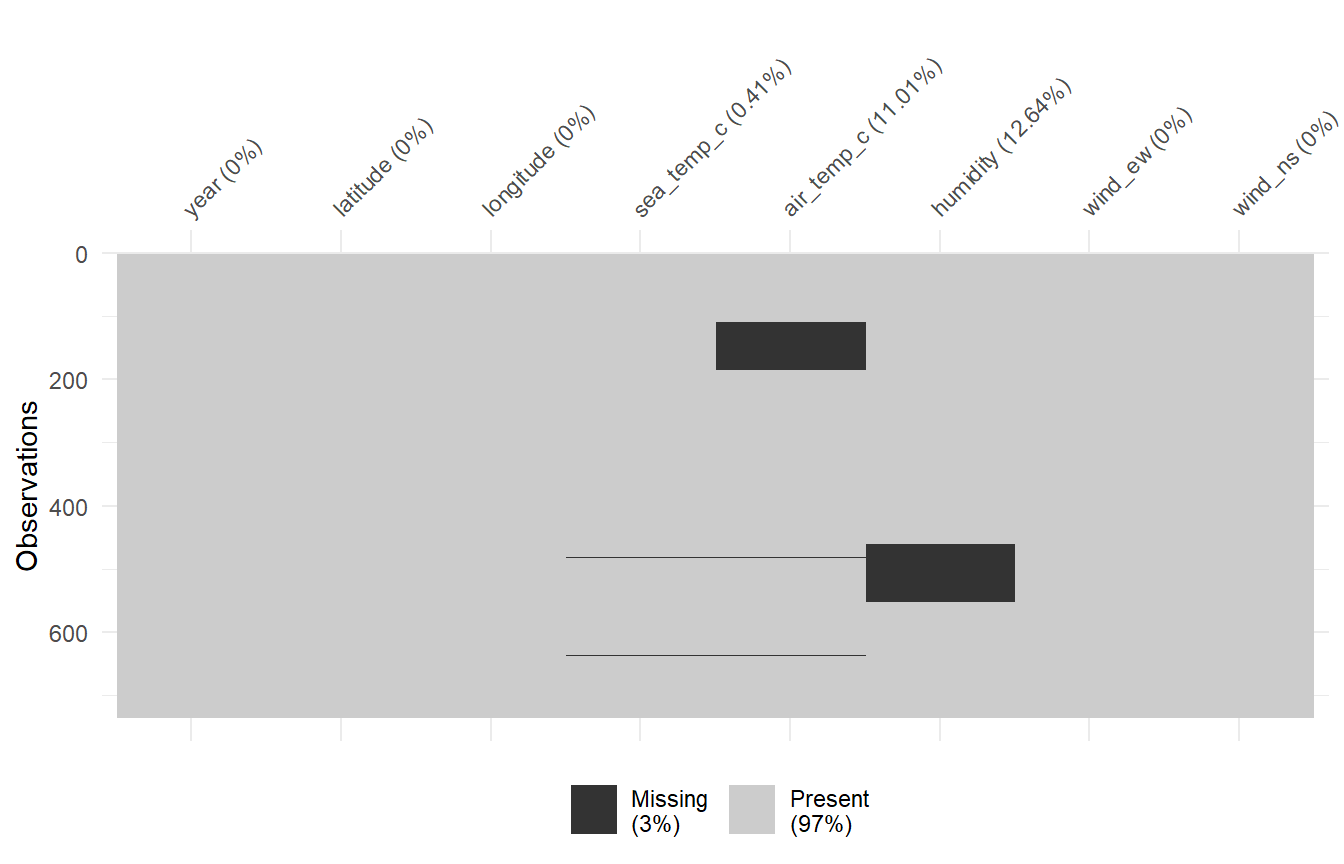 year (0%)
latitude (0%)
longitude (0%)
sea_temp_c (0.41%)
air_temp_c (11.01%)
humidity (12.64%)
wind_ew (0%)
wind_ns (0%)
0
200
400
600
Observations
Missing
(3%)
Present
(97%)